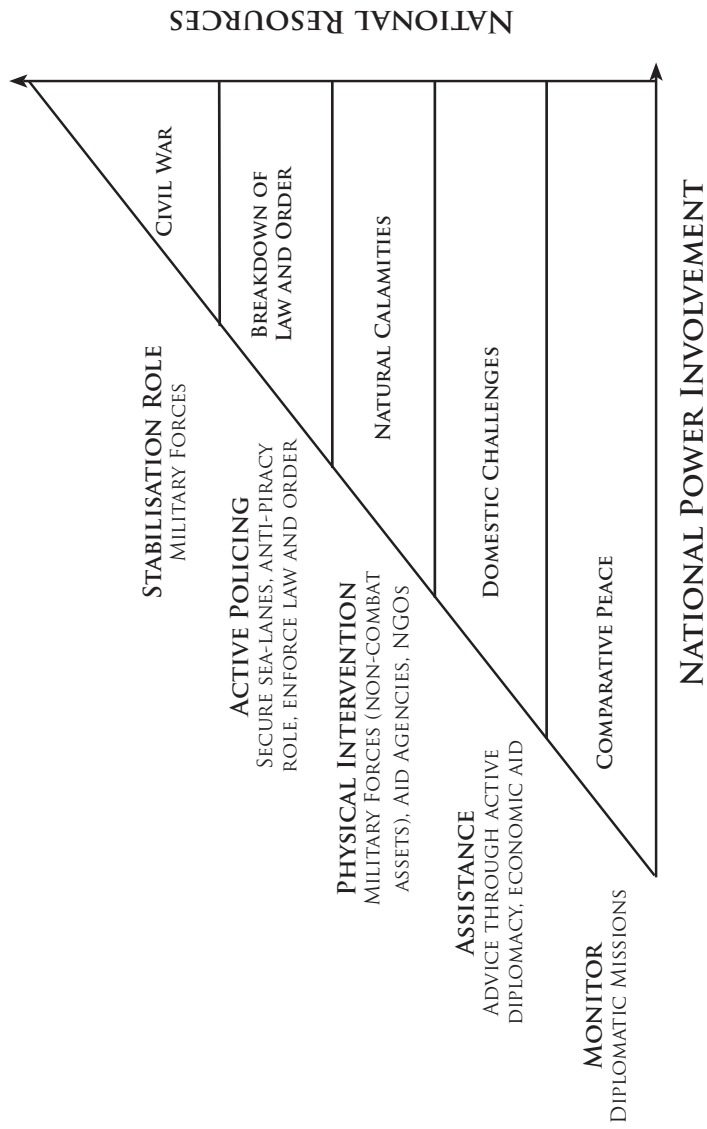 NATIONAL RESOURCES
CIVIL WAR
BREAKDOWN OF
LAW AND ORDER
NATURAL CALAMITIES
DOMESTIC CHALLENGES
COMPARATIVE PEACE
STABILISATION ROLE
MILITARY FORCES
ACTIVE POLICING
SECURE SEA-LANES, ANTI-PIRACY
ROLE, ENFORCE LAW AND ORDER
PHYSICAL INTERVENTION
MILITARY FORCES (NON-COMBAT
ASSETS), AID AGENCIES, NGOS
ASSISTANCE
ADVICE THROUGH ACTIVE
DIPLOMACY, ECONOMIC AID
MONITOR
DIPLOMATIC MISSIONS
NATIONAL POWER INVOLVEMENT